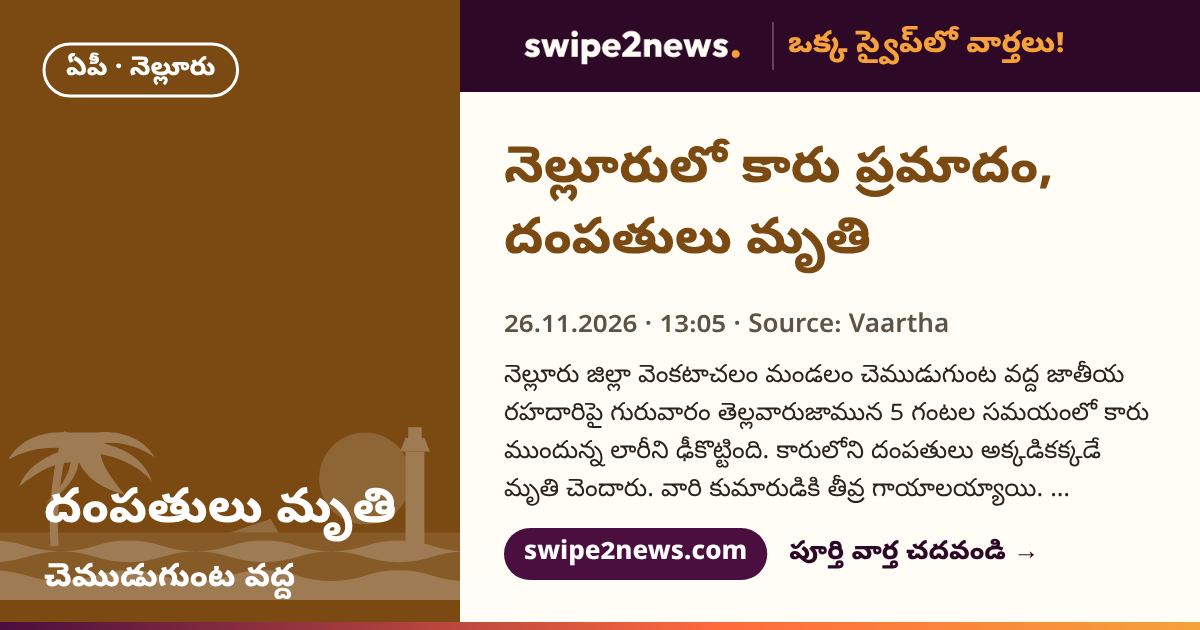 ఏపీ · నెల్లూరు
దంపతులు మృతి
చెముడుగుంట వద్ద
swipe2news.
ఒక్క స్వైప్‌లో వార్తలు!
నెల్లూరులో కారు ప్రమాదం,
దంపతులు మృతి
26.11.2026 · 13:05 · Source: Vaartha
నెల్లూరు జిల్లా వెంకటాచలం మండలం చెముడుగుంట వద్ద జాతీయ
రహదారిపై గురువారం తెల్లవారుజామున 5 గంటల సమయంలో కారు
ముందున్న లారీని ఢీకొట్టింది. కారులోని దంపతులు అక్కడికక్కడే
మృతి చెందారు. వారి కుమారుడికి తీవ్ర గాయాలయ్యాయి. ...
swipe2news.com
పూర్తి వార్త చదవండి →